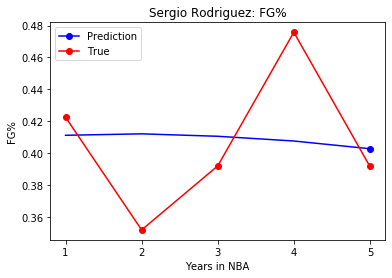 Sergio Rodriguez: FG%
Prediction
True
0.48
0.46
0.44
0.42
0.40
0.38
0.36
FG%
1 2 3 4 5
Years in NBA